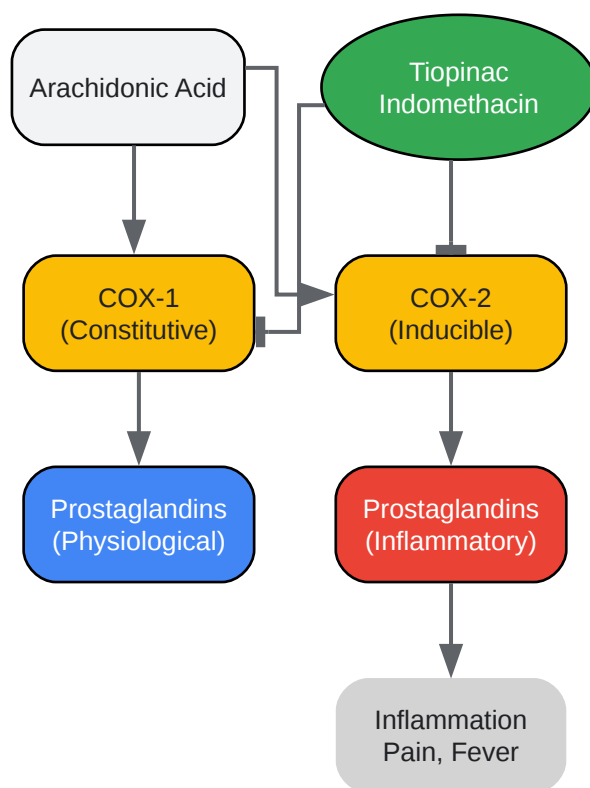 Arachidonic Acid
Tiopinac
Indomethacin
COX-1
(Constitutive)
COX-2
(Inducible)
Prostaglandins
(Physiological)
Prostaglandins
(Inflammatory)
Inflammation
Pain, Fever